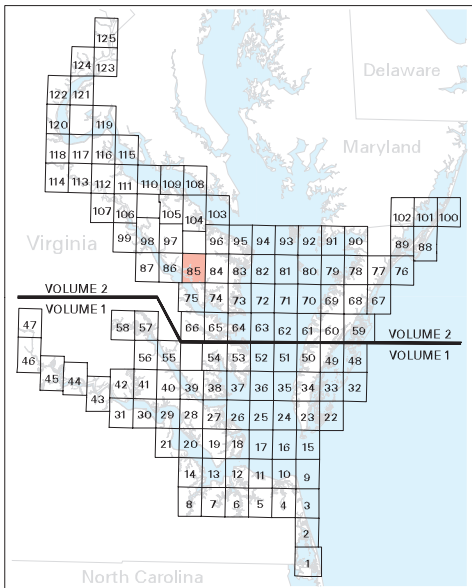 125
124 123
Delaware
122 121
120 119
Maryland
118 117 116 115
114 113 112 111 110 109 108
107 106 105 104 103 102 101 100
Virginia 99 98 97 96 95 94 93 92 91 90 89 88
87 86 85 84 83 82 81 80 79 78 77 76
VOLUME 2 75 74 73 72 71 70 69 68 67
VOLUME 1
47 58 57 66 65 64 63 62 61 60 59 VOLUME 2
VOLUME 1
46 56 55 54 53 52 51 50 49 48
45 44 43 42 41 40 39 38 37 36 35 34 33 32
31 30 29 28 27 26 25 24 23 22
21 20 19 18 17 16 15
14 13 12 11 10 9
8 7 6 5 4 3
2
1
North Carolina